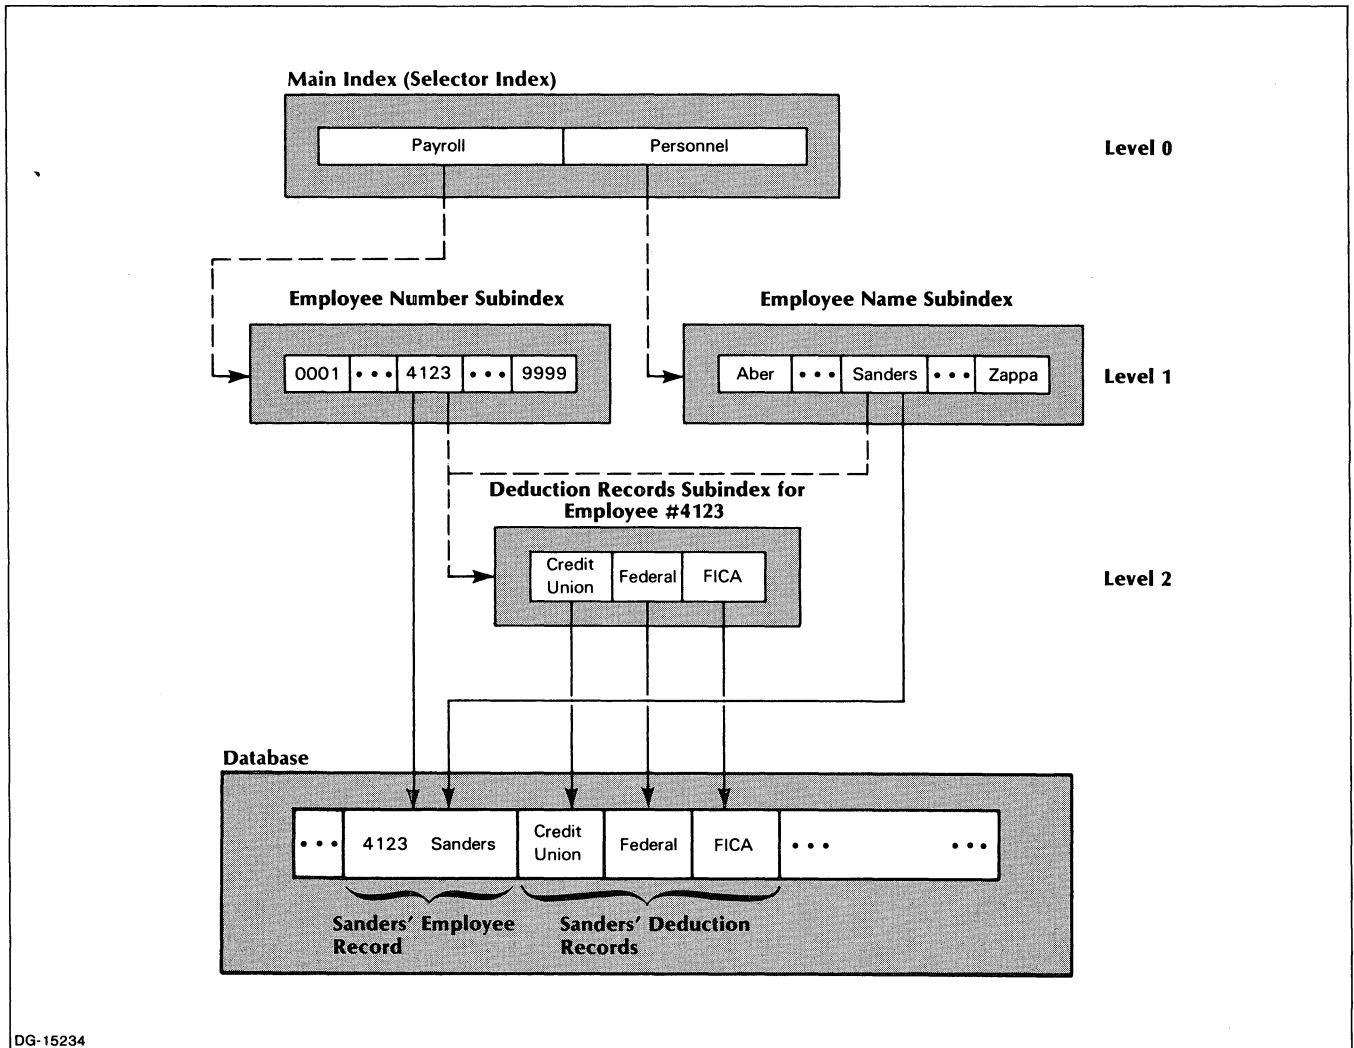 Main Index (Selector Index)
Payroll Personnel
Level 0
Employee Number Subindex
Employee Name Subindex
0001 ••• 4123 ••• 9999
Aber ••• Sanders ••• Zappa
Level 1
Deduction Records Subindex for
Employee #4123
Credit
Union
Federal
FICA
Level 2
Database
••• 4123 Sanders
Credit
Union
Federal
FICA
••• •••
Sanders' Employee
Record
Sanders' Deduction
Records
DG-15234